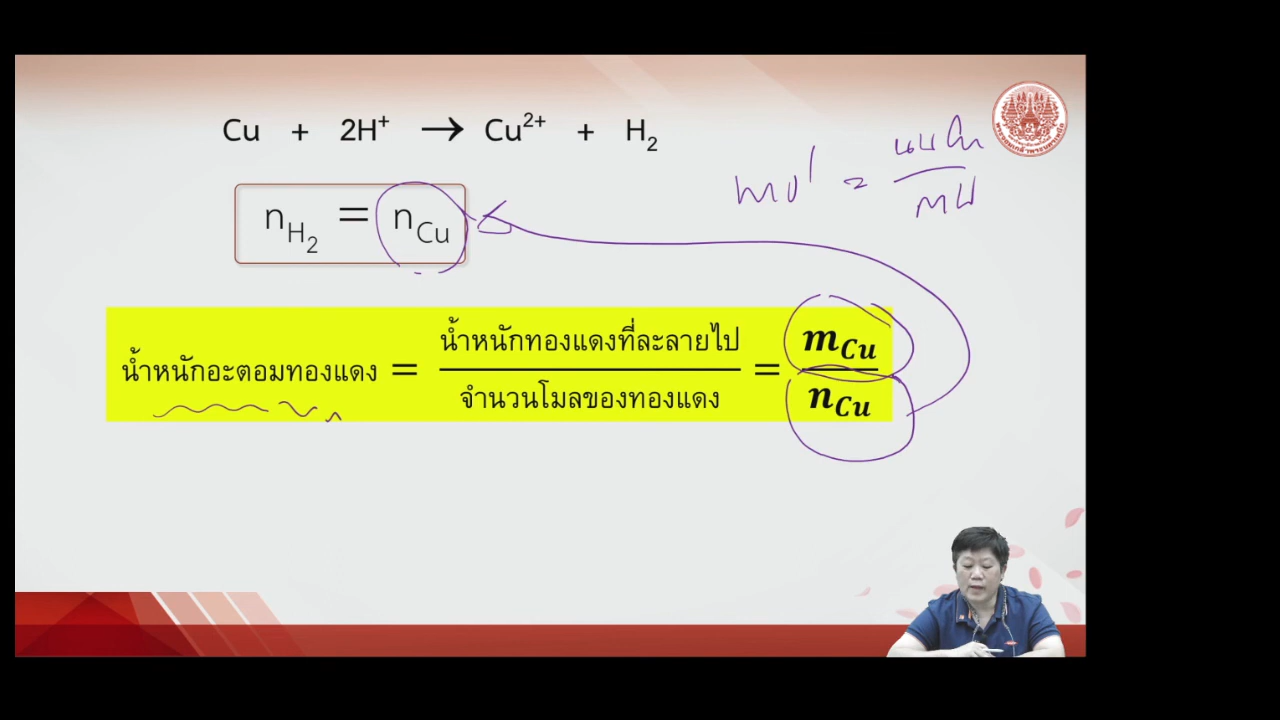 Cu + 2H⁺ → Cu²⁺ + H₂
mol =
n_H₂ = n_Cu
น้ำหนักอะตอมทองแดง = น้ำหนักทองแดงที่ละลายไป = m_Cu
จำนวนโมลของทองแดง n_Cu